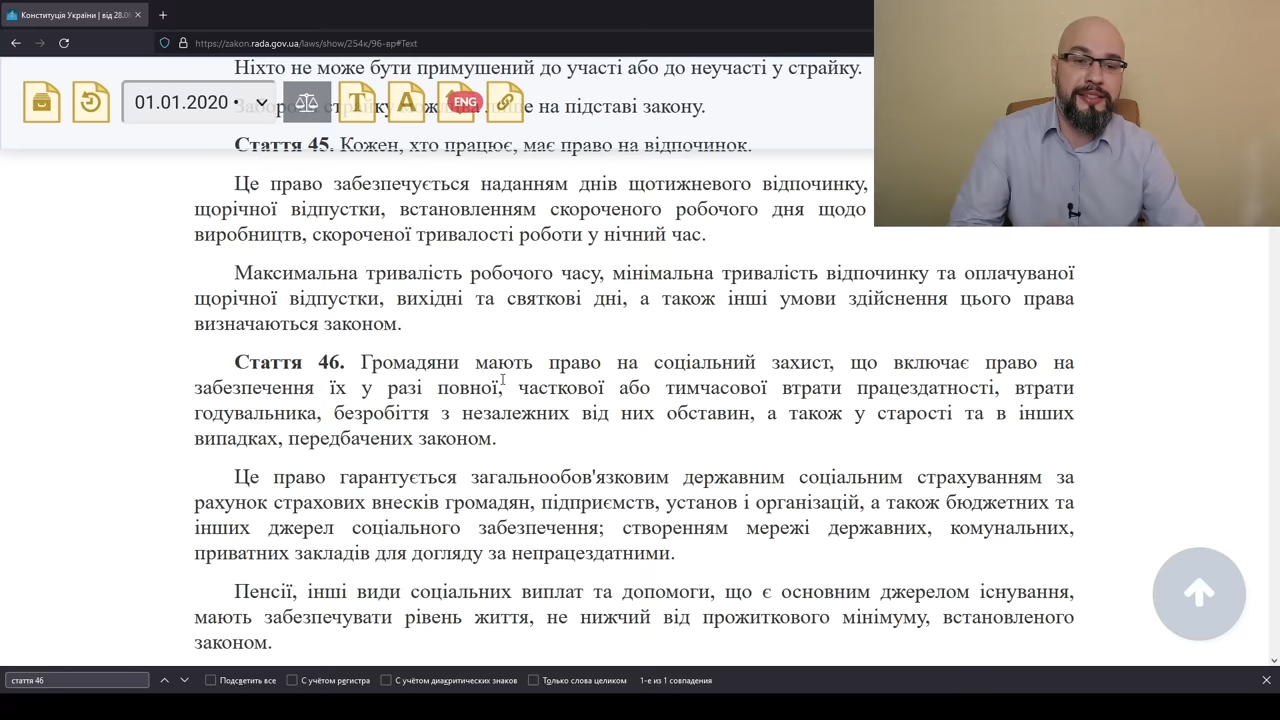 Конституція України | від 28.0
https://zakon.rada.gov.ua/laws/show/254к/96-вр#Text
Ніхто не може бути примушений до участі або до неучасті у страйку.
01.01.2020 •
T
A
ENG
на підставі закону.
Стаття 45. Кожен, хто працює, має право на відпочинок.
Це право забезпечується наданням днів щотижневого відпочинку,
щорічної відпустки, встановленням скороченого робочого дня щодо
виробництв, скороченої тривалості роботи у нічний час.
Максимальна тривалість робочого часу, мінімальна тривалість відпочинку та оплачуваної
щорічної відпустки, вихідні та святкові дні, а також інші умови здійснення цього права
визначаються законом.
Стаття 46. Громадяни мають право на соціальний захист, що включає право на
забезпечення їх у разі повної, часткової або тимчасової втрати працездатності, втрати
годувальника, безробіття з незалежних від них обставин, а також у старості та в інших
випадках, передбачених законом.
Це право гарантується загальнообов'язковим державним соціальним страхуванням за
рахунок страхових внесків громадян, підприємств, установ і організацій, а також бюджетних та
інших джерел соціального забезпечення; створенням мережі державних, комунальних,
приватних закладів для догляду за непрацездатними.
Пенсії, інші види соціальних виплат та допомоги, що є основним джерелом існування,
мають забезпечувати рівень життя, не нижчий від прожиткового мінімуму, встановленого
законом.
стаття 46 Подсветить все С учётом регистра С учётом диакритических знаков Только слова целиком 1-е из 1 совпадения